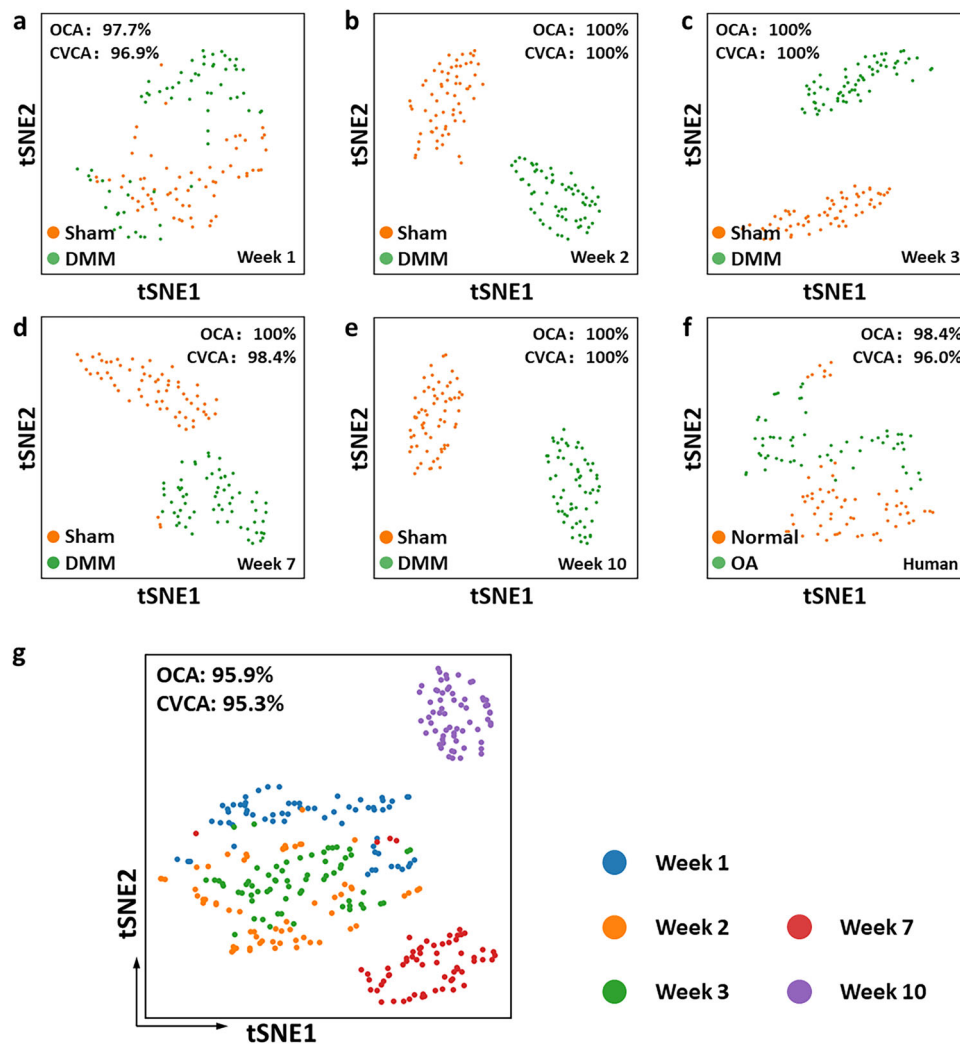 a
OCA: 97.7%
CVCA: 96.9%
tSNE2
Sham
DMM
Week 1
tSNE1
b
OCA: 100%
CVCA: 100%
tSNE2
Sham
DMM
Week 2
tSNE1
c
OCA: 100%
CVCA: 100%
tSNE2
Sham
DMM
Week 3
tSNE1
d
OCA: 100%
CVCA: 98.4%
tSNE2
Sham
DMM
Week 7
tSNE1
e
OCA: 100%
CVCA: 100%
tSNE2
Sham
DMM
Week 10
tSNE1
f
OCA: 98.4%
CVCA: 96.0%
tSNE2
Normal
OA
Human
tSNE1
g
OCA: 95.9%
CVCA: 95.3%
tSNE2
tSNE1
Week 1
Week 2
Week 7
Week 3
Week 10